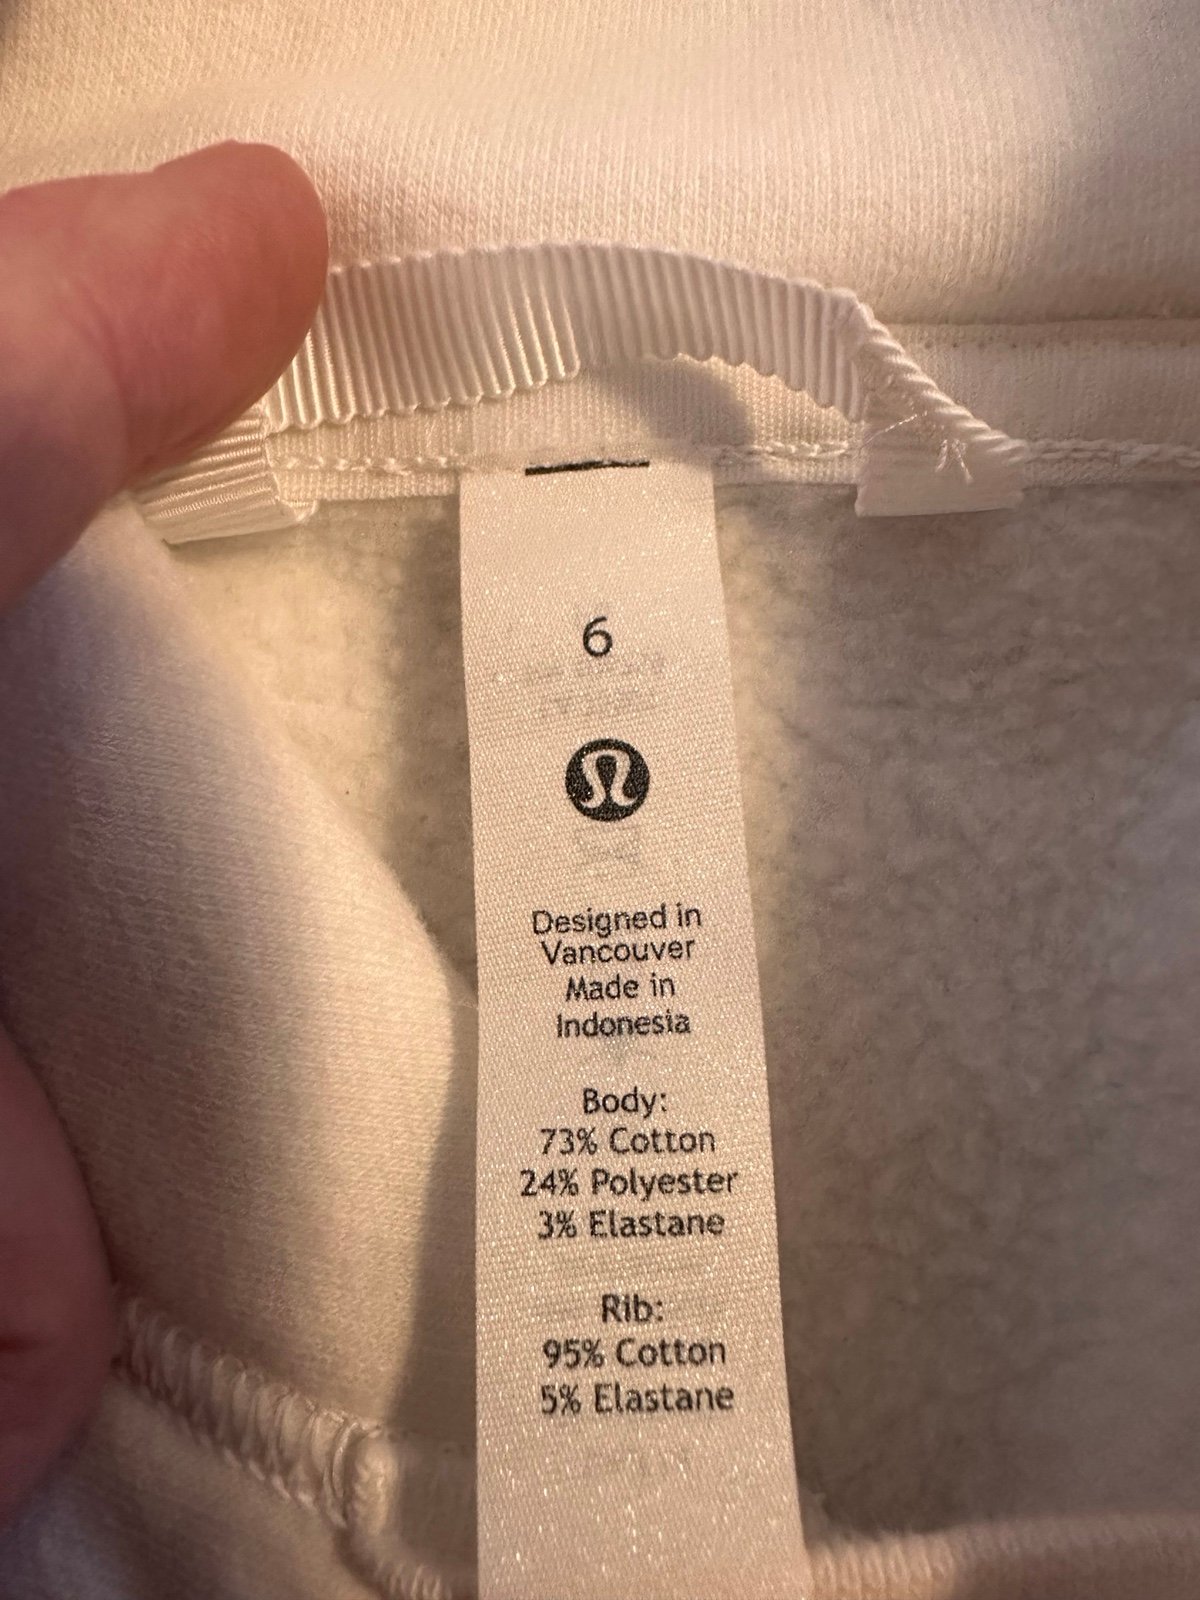 6
Designed in
Vancouver
Made in
Indonesia
Body:
73% Cotton
24% Polyester
3% Elastane
Rib:
95% Cotton
5% Elastane